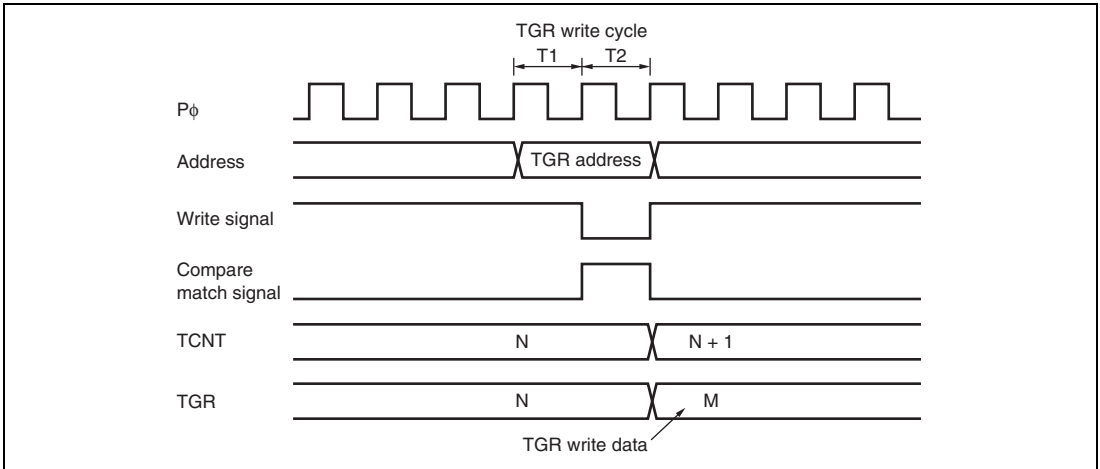 TGR write cycle
T1 T2
Pϕ
Address TGR address
Write signal
Compare
match signal
TCNT N N + 1
TGR N M
TGR write data